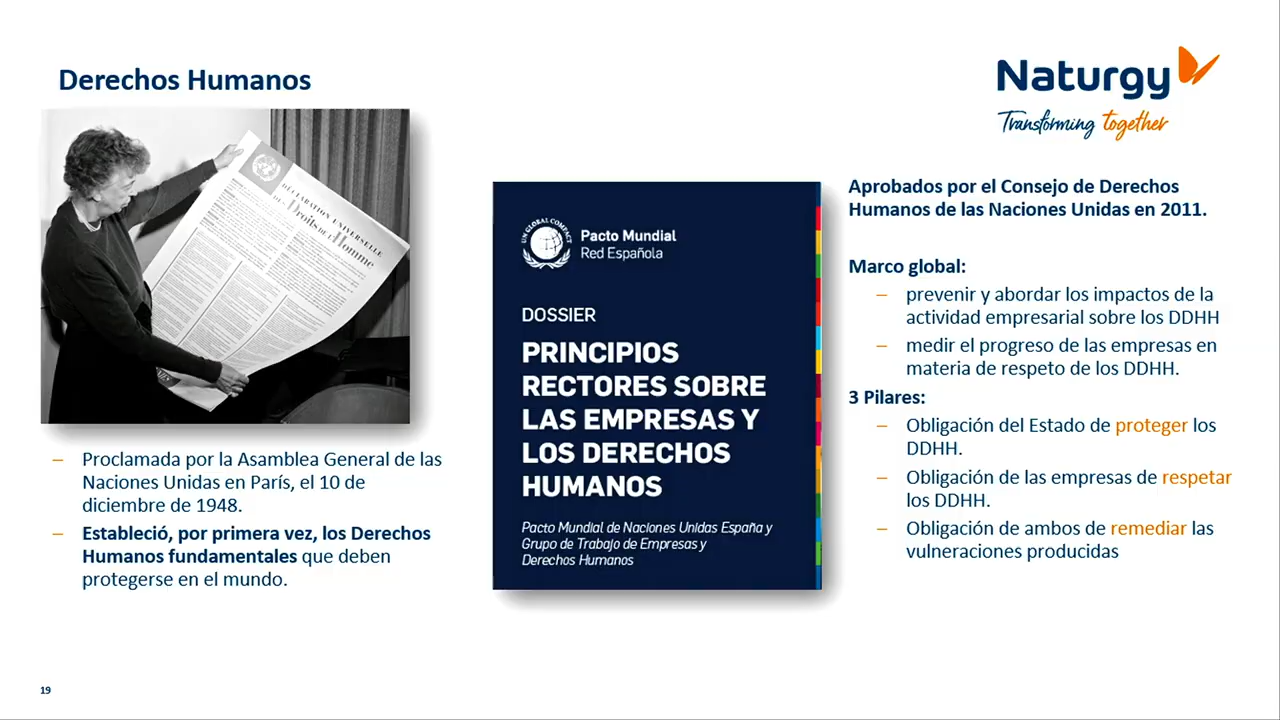 Derechos Humanos
Naturgy
Transforming together
DÉCLARATION UNIVERSELLE
DES Droits de l'Homme
Proclamada por la Asamblea General de las
Naciones Unidas en París, el 10 de
diciembre de 1948.
Estableció, por primera vez, los Derechos
Humanos fundamentales que deben
protegerse en el mundo.
UN GLOBAL COMPACT
Pacto Mundial
Red Española
DOSSIER
PRINCIPIOS
RECTORES SOBRE
LAS EMPRESAS Y
LOS DERECHOS
HUMANOS
Pacto Mundial de Naciones Unidas España y
Grupo de Trabajo de Empresas y
Derechos Humanos
Aprobados por el Consejo de Derechos
Humanos de las Naciones Unidas en 2011.
Marco global:
– prevenir y abordar los impactos de la
actividad empresarial sobre los DDHH
– medir el progreso de las empresas en
materia de respeto de los DDHH.
3 Pilares:
– Obligación del Estado de proteger los
DDHH.
– Obligación de las empresas de respetar
los DDHH.
– Obligación de ambos de remediar las
vulneraciones producidas
19